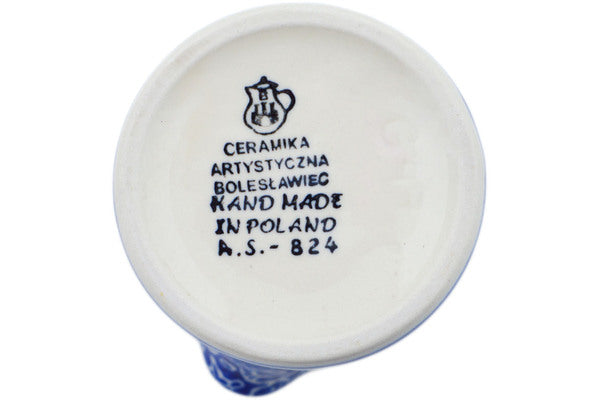 CERAMIKA
ARTYSTYCZNA
BOLESŁAWIEC
HAND MADE
IN POLAND
A.S.- 824